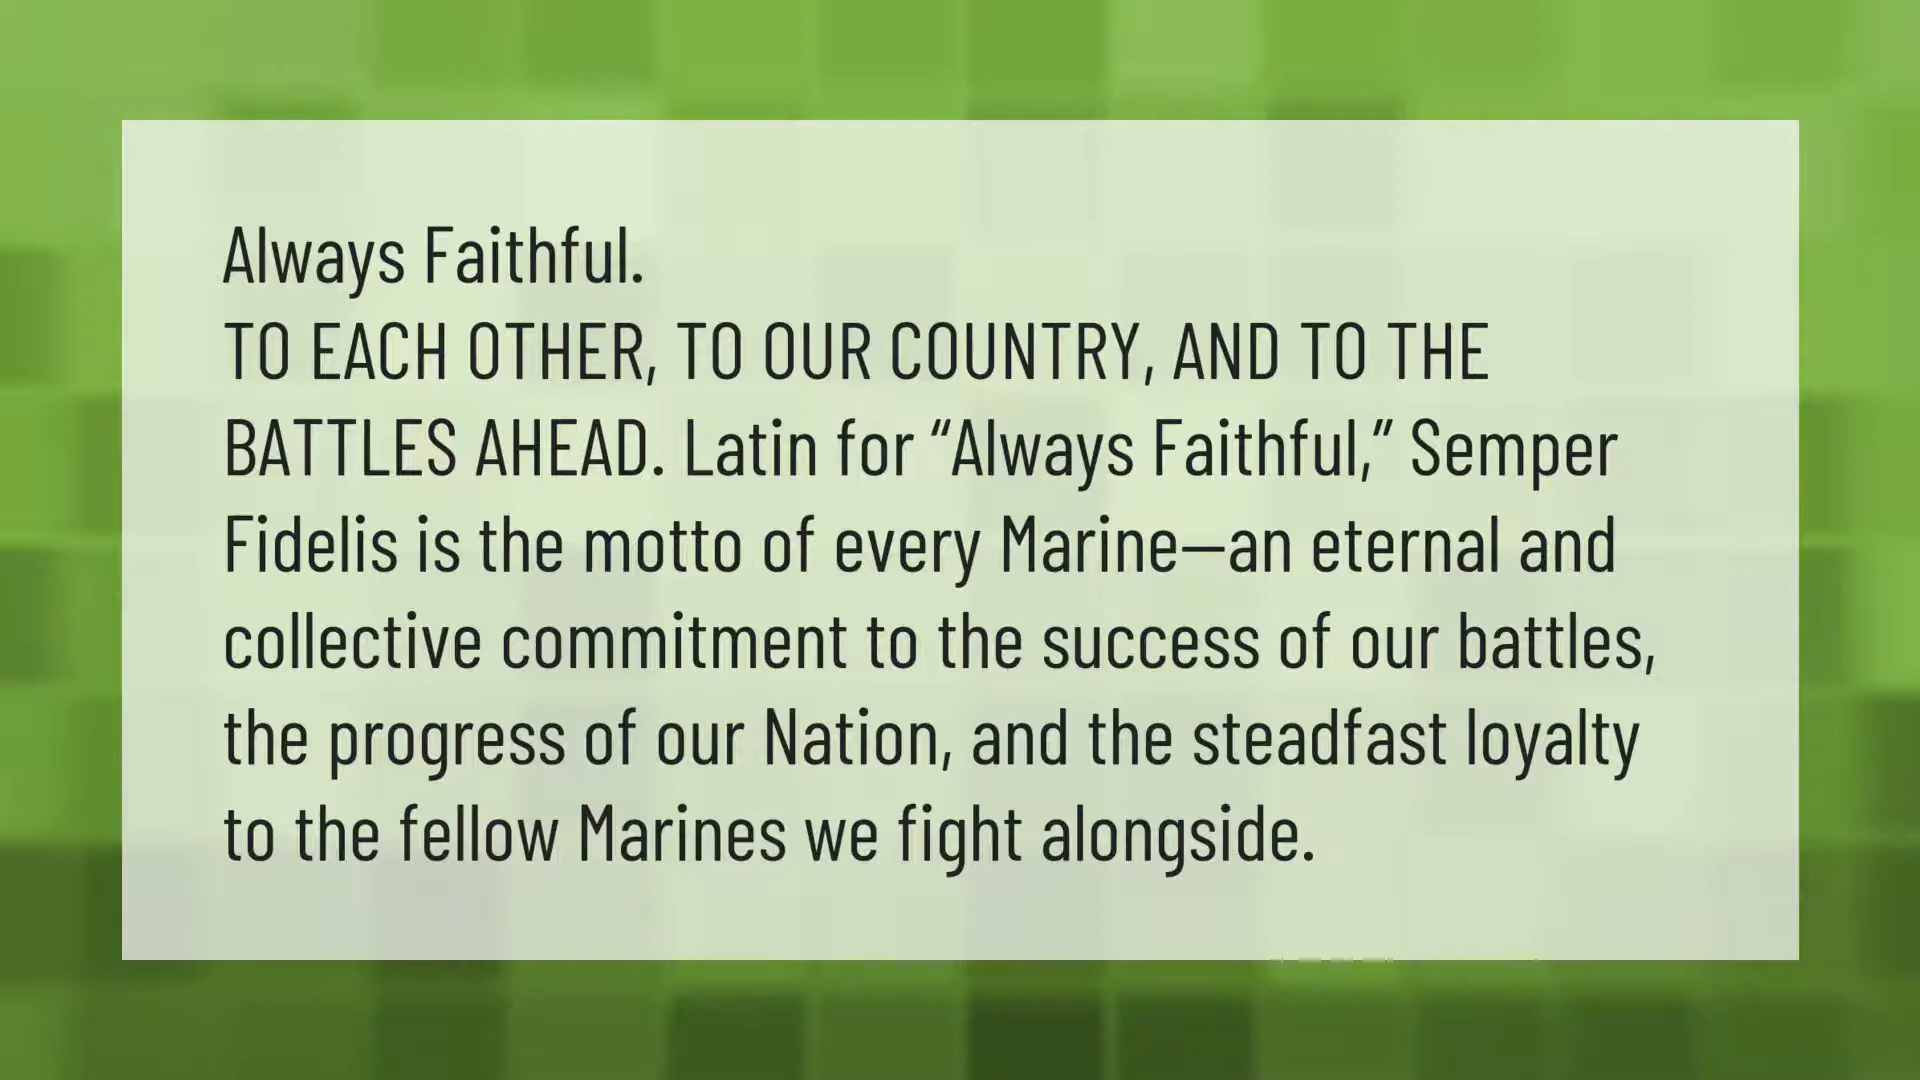 Always Faithful.
TO EACH OTHER, TO OUR COUNTRY, AND TO THE
BATTLES AHEAD. Latin for “Always Faithful,” Semper
Fidelis is the motto of every Marine—an eternal and
collective commitment to the success of our battles,
the progress of our Nation, and the steadfast loyalty
to the fellow Marines we fight alongside.